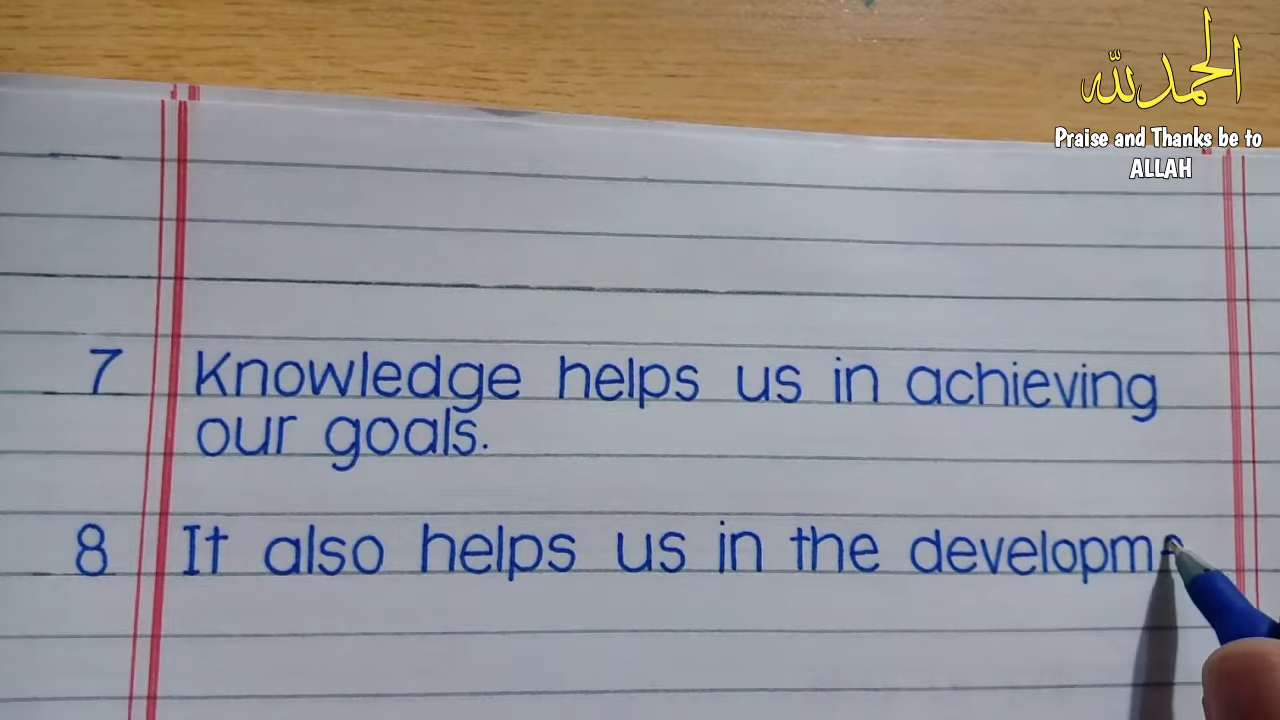 الحمد لله
Praise and Thanks be to
ALLAH
7 Knowledge helps us in achieving
our goals.
8 It also helps us in the developme